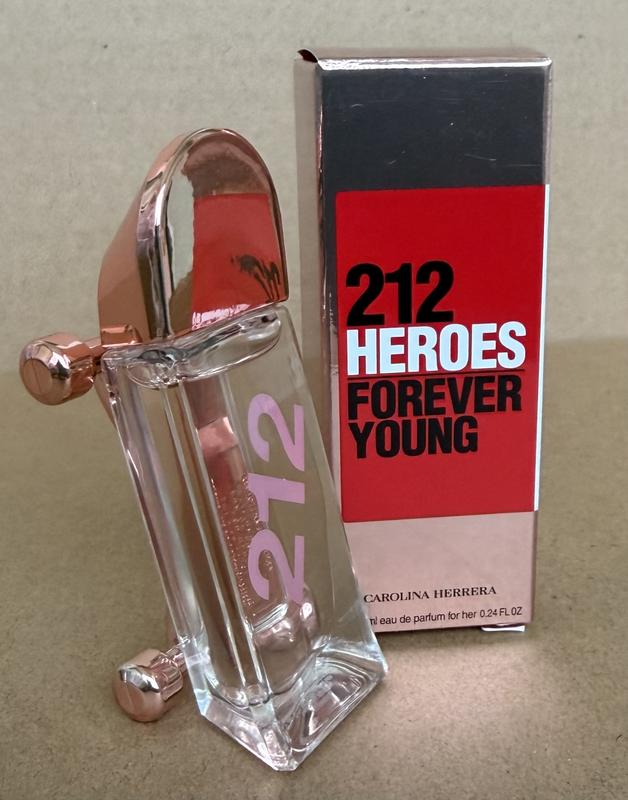 212
HEROES
FOREVER
YOUNG
CAROLINA HERRERA
ml eau de parfum for her 0.24 FL OZ
212